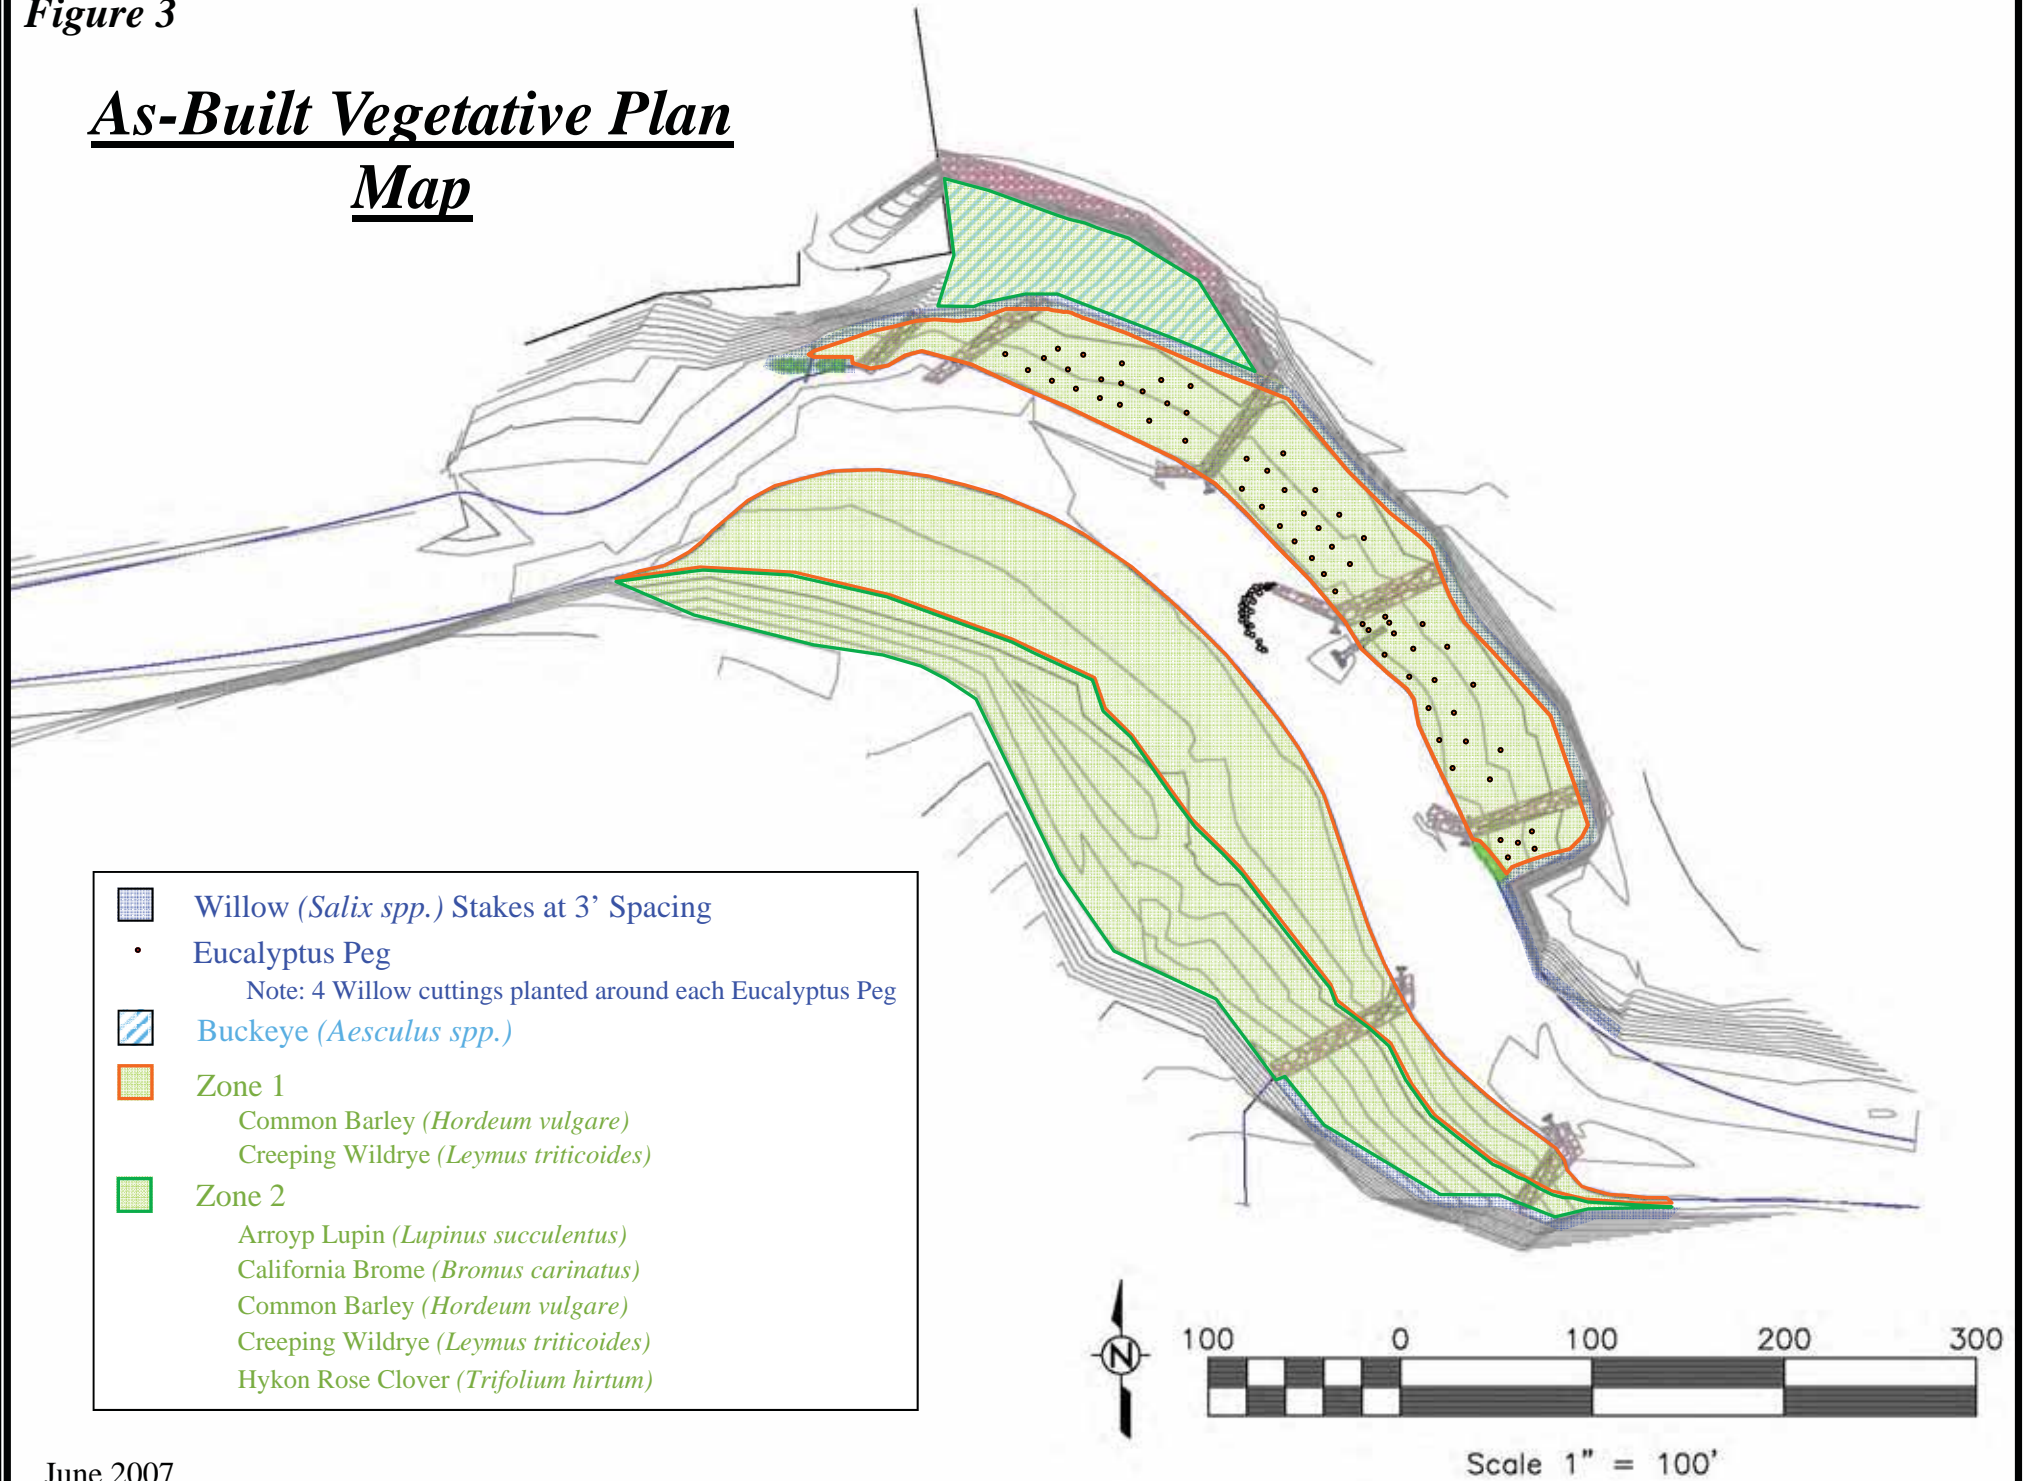 Figure 3
As-Built Vegetative Plan
Map
Willow (Salix spp.) Stakes at 3’ Spacing
Eucalyptus Peg
Note: 4 Willow cuttings planted around each Eucalyptus Peg
Buckeye (Aesculus spp.)
Zone 1
Common Barley (Hordeum vulgare)
Creeping Wildrye (Leymus triticoides)
Zone 2
Arroyp Lupin (Lupinus succulentus)
California Brome (Bromus carinatus)
Common Barley (Hordeum vulgare)
Creeping Wildrye (Leymus triticoides)
Hykon Rose Clover (Trifolium hirtum)
N
100 0 100 200 300
Scale 1" = 100'
June 2007